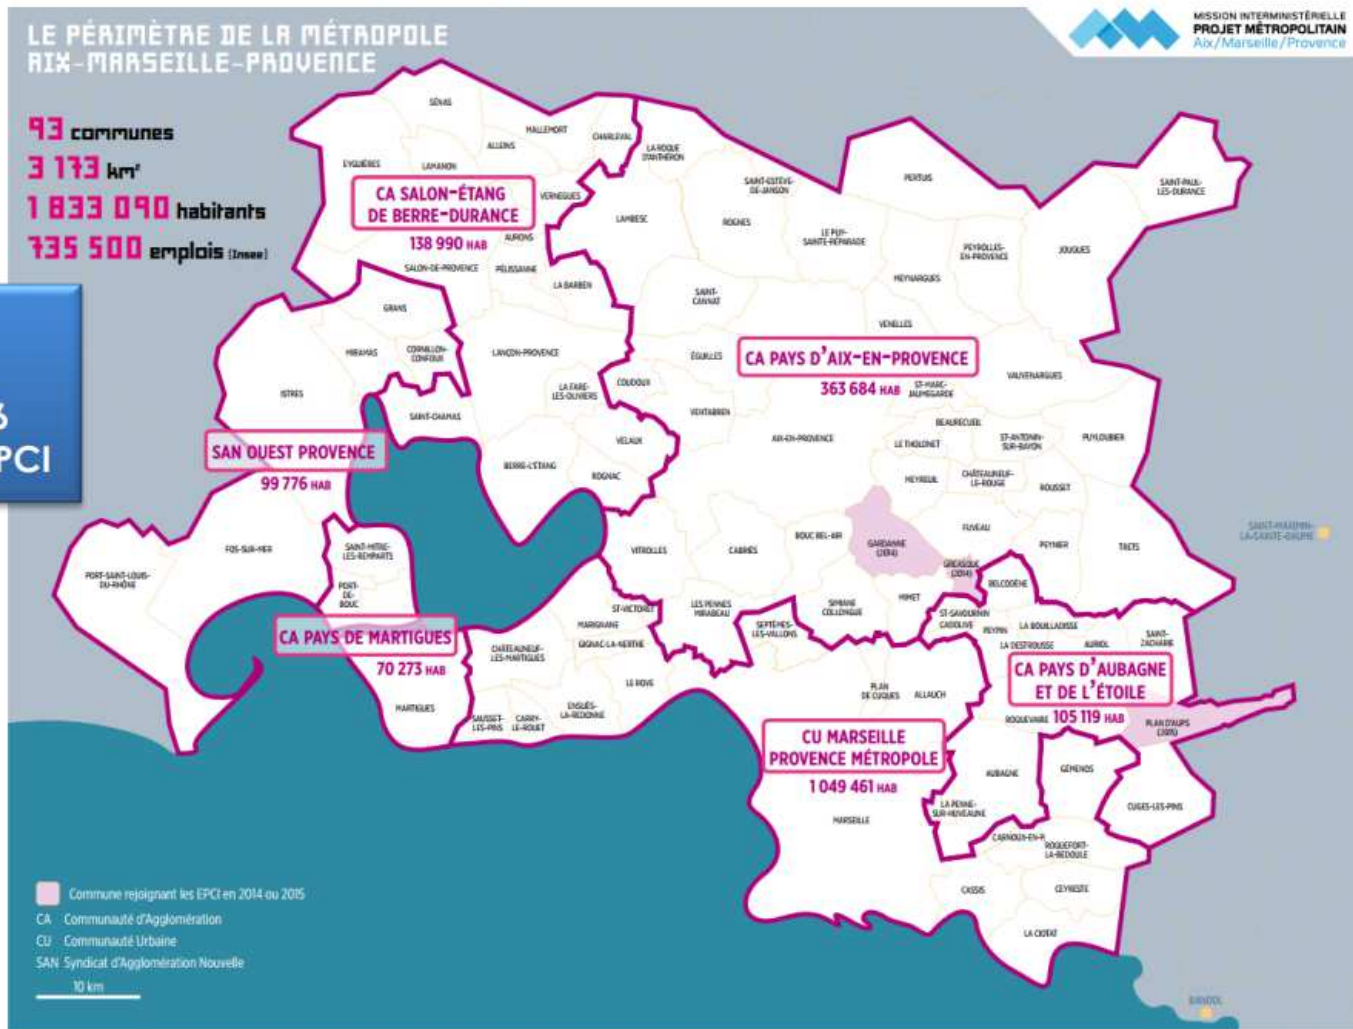 LE PÉRIMÈTRE DE LA MÉTROPOLE
AIX-MARSEILLE-PROVENCE
MISSION INTERMINISTÉRIELLE
PROJET MÉTROPOLITAIN
Aix/Marseille/Provence
93 communes
3 173 km²
1 833 090 habitants
735 500 emplois (Insee)
PCI
SÉNAS
MALLEMORT
CHARLEVAL
ALLEINS
EYGUIÈRES
LAMANON
VERNEGUES
CA SALON-ÉTANG
DE BERRE-DURANCE
138 990 HAB
AURONS
SALON-DE-PROVENCE
PÉLISSANNE
LA BARBEN
LANÇON-PROVENCE
LA FARE-
LES-OLIVIERS
SAINT-CHAMAS
VELAUX
BERRE-L'ÉTANG
ROGNAC
GRANS
MIRAMAS
CORNILLON-
CONFOUX
ISTRES
SAN OUEST PROVENCE
99 776 HAB
FOS-SUR-MER
PORT-SAINT-LOUIS-
DU-RHÔNE
SAINT-MITRE-
LES-REMPARTS
PORT-
DE-
BOUC
CA PAYS DE MARTIGUES
70 273 HAB
MARTIGUES
LA ROQUE
D'ANTHÉRON
SAINT-ESTÈVE-
DE-JANSON
PERTUIS
SAINT-PAUL-
LES-DURANCE
LAMBESC
ROGNES
LE PUY-
SAINTE-RÉPARADE
PEYROLLES-
EN-PROVENCE
JOUQUES
MEYRARGUES
SAINT-
CANNAT
VENELLES
CA PAYS D'AIX-EN-PROVENCE
363 684 HAB
ÉGUILLES
COUDOUX
VENTABREN
ST-MARC-
JAUMEGARDE
VAUVENARGUES
AIX-EN-PROVENCE
BEAURECUEIL
LE THOLONET
ST-ANTONIN-
SUR-BAYON
PUYLOUBIER
MEYREUIL
CHÂTEAUNEUF-
LE-ROUGE
ROUSSET
FUVEAU
VITROLLES
CABRIÈS
BOUC BEL-AIR
GARDANNE
(2014)
GRÉASQUE
(2014)
PEYNIER
TRETS
LES PENNES
MIRABEAU
SIMIANE
COLLONGUE
MIMET
SAINT-MAXIMIN-
LA-SAINTE-BAUME
ST-VICTORET
MARIGNANE
GIGNAC-LA-NERTHE
CHÂTEAUNEUF-
LES-MARTIGUES
LE ROVE
ENSUÈS-
LA-REDONNE
SAUSSET-
LES-PINS
CARRY-
LE-ROUET
SEPTÈMES-
LES-VALLONS
PLAN
DE CUQUES
ALLAUCH
CU MARSEILLE
PROVENCE MÉTROPOLE
1 049 461 HAB
MARSEILLE
BELCODÈNE
ST-SAVOURNIN
CADOLIVE
PEYPIN
LA BOUILLADISSE
LA DESTROUSSE
AURIOL
SAINT-
ZACHARIE
CA PAYS D'AUBAGNE
ET DE L'ÉTOILE
105 119 HAB
ROQUEVAIRE
PLAN D'AUPS
(2015)
AUBAGNE
GÉMENOS
LA PENNE-
SUR-HUVEAUNE
CUGES-LES-PINS
CARNOUX-EN-P.
ROQUEFORT-
LA-BEDOULE
CASSIS
CEYRESTE
LA CIOTAT
BANDOL
Commune rejoignant les EPCI en 2014 ou 2015
CA Communauté d'Agglomération
CU Communauté Urbaine
SAN Syndicat d'Agglomération Nouvelle
10 km